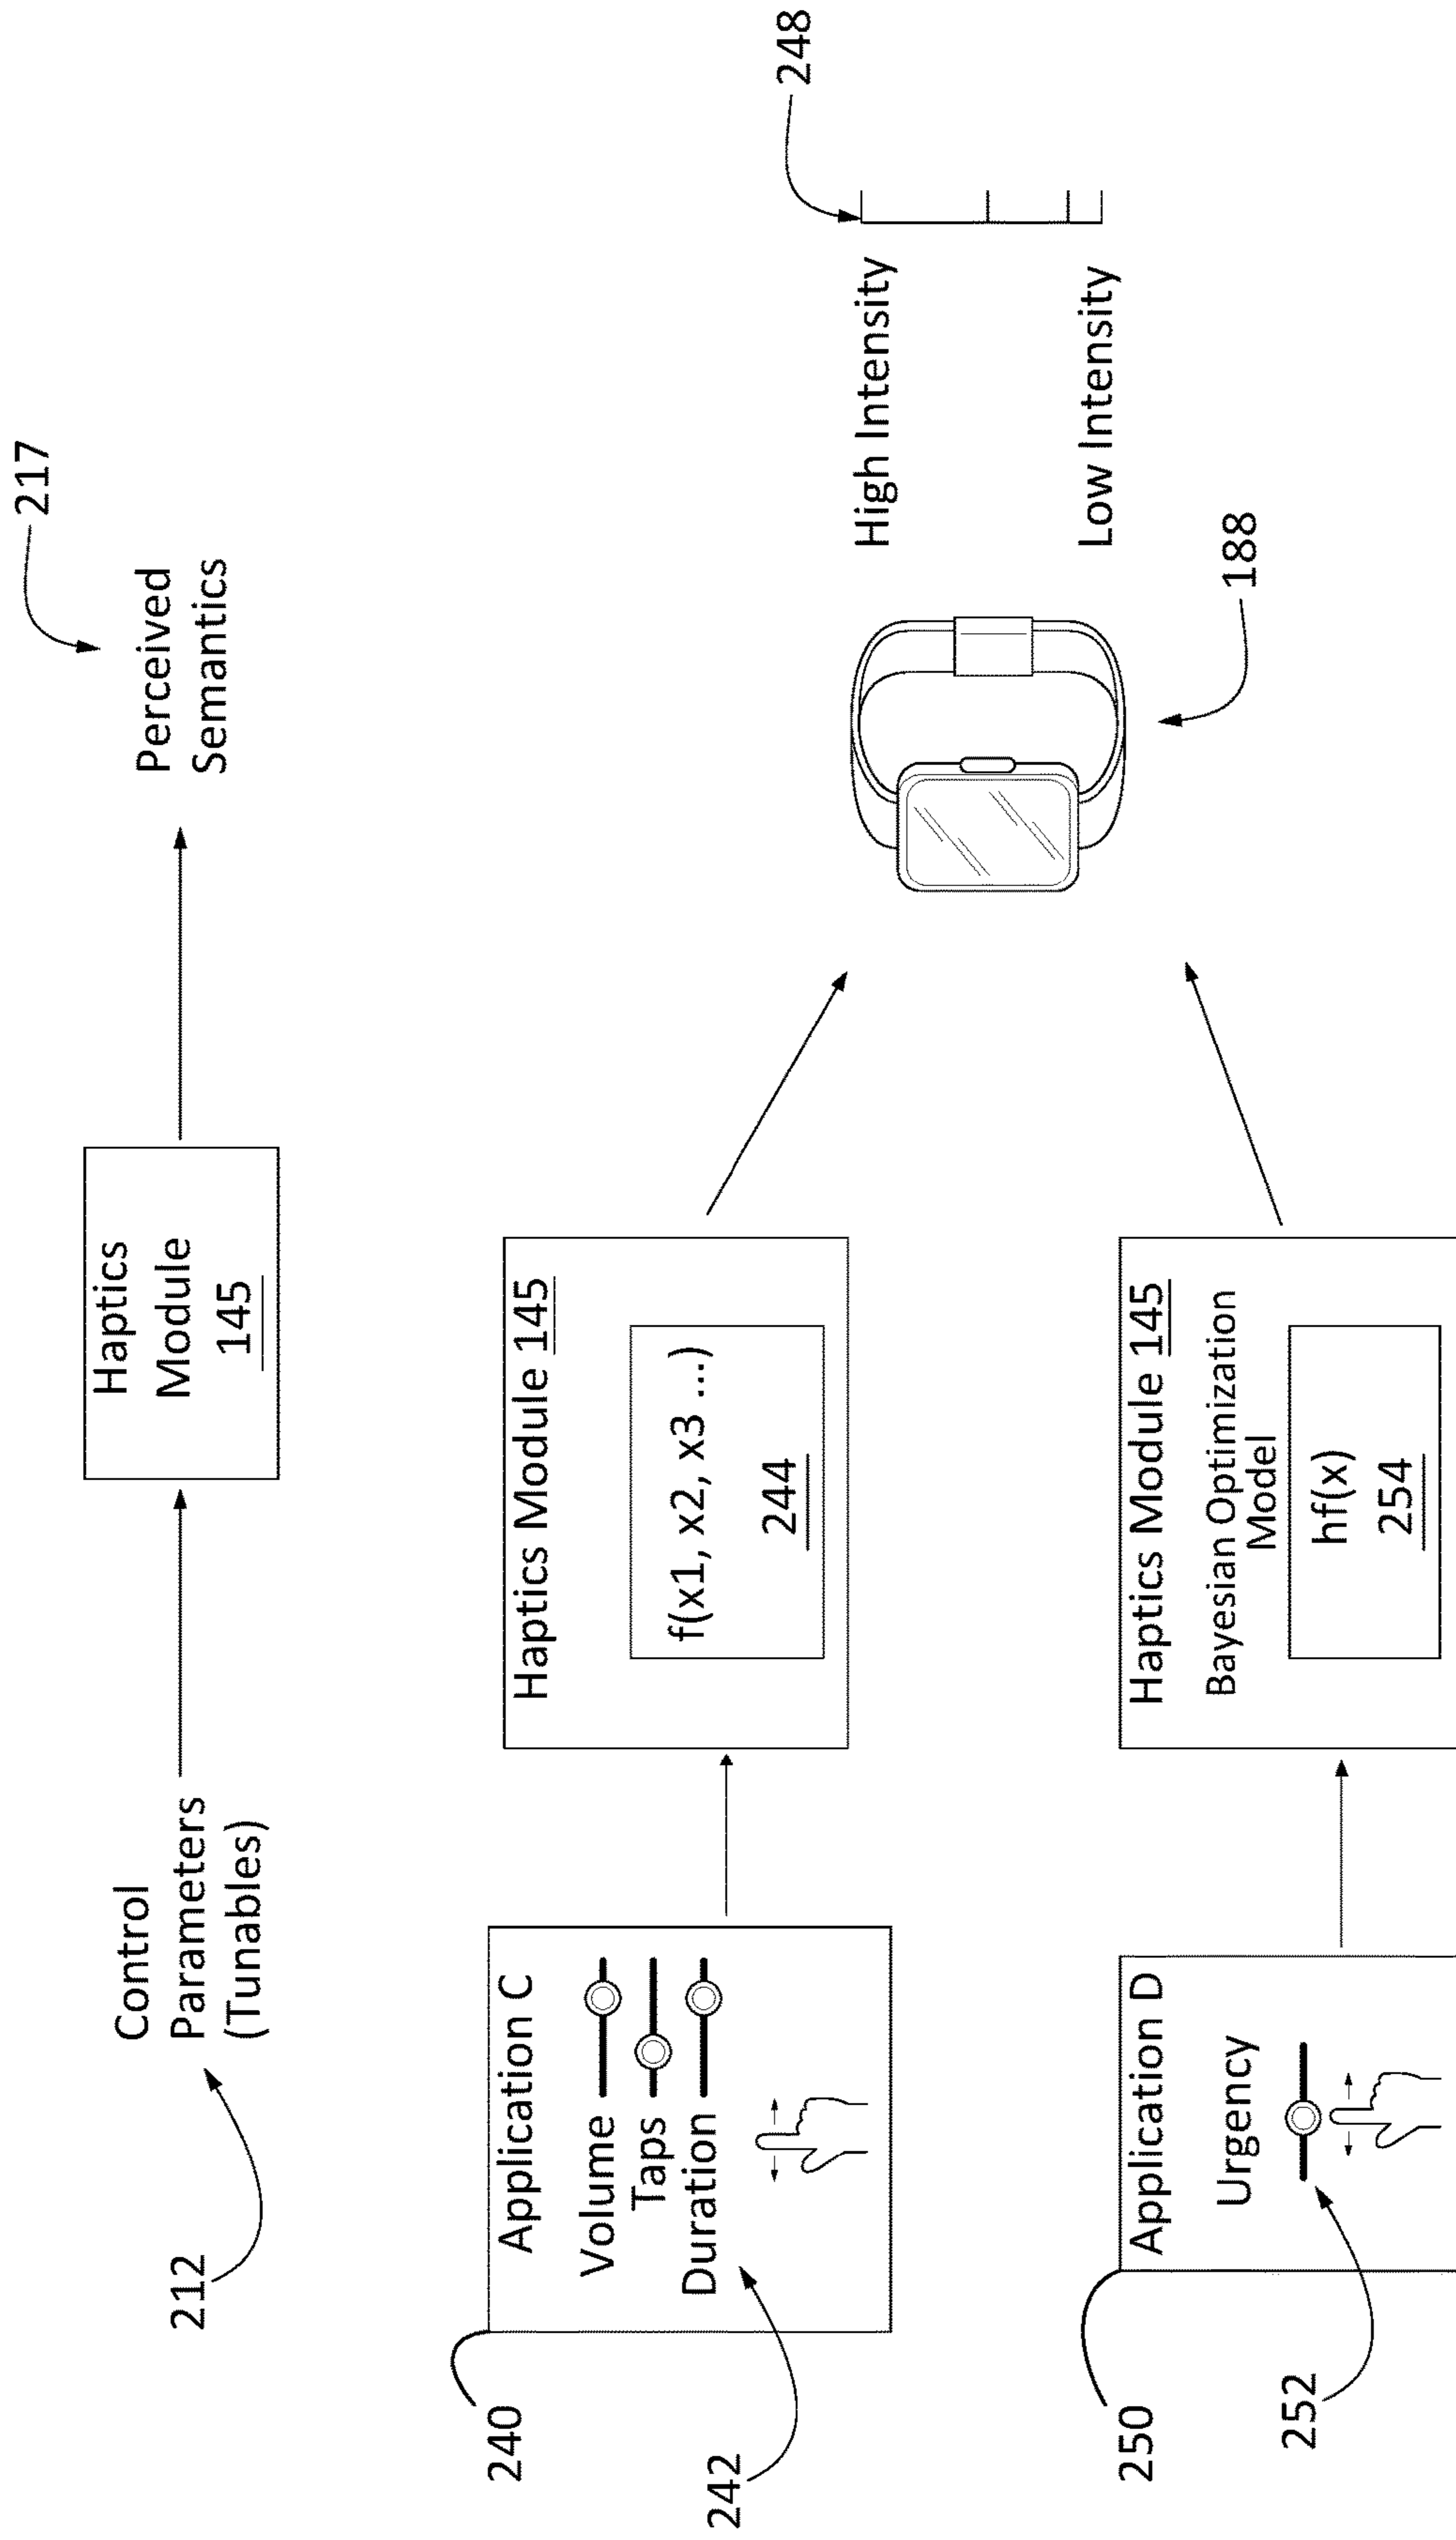 212
Control
Parameters
(Tunables)
Haptics
Module
145
Perceived
Semantics
217
240
Application C
Volume
Taps
Duration
242
Haptics Module 145
f(x1, x2, x3 ...)
244
High Intensity
Low Intensity
248
188
250
Application D
Urgency
252
Haptics Module 145
Bayesian Optimization
Model
hf(x)
254